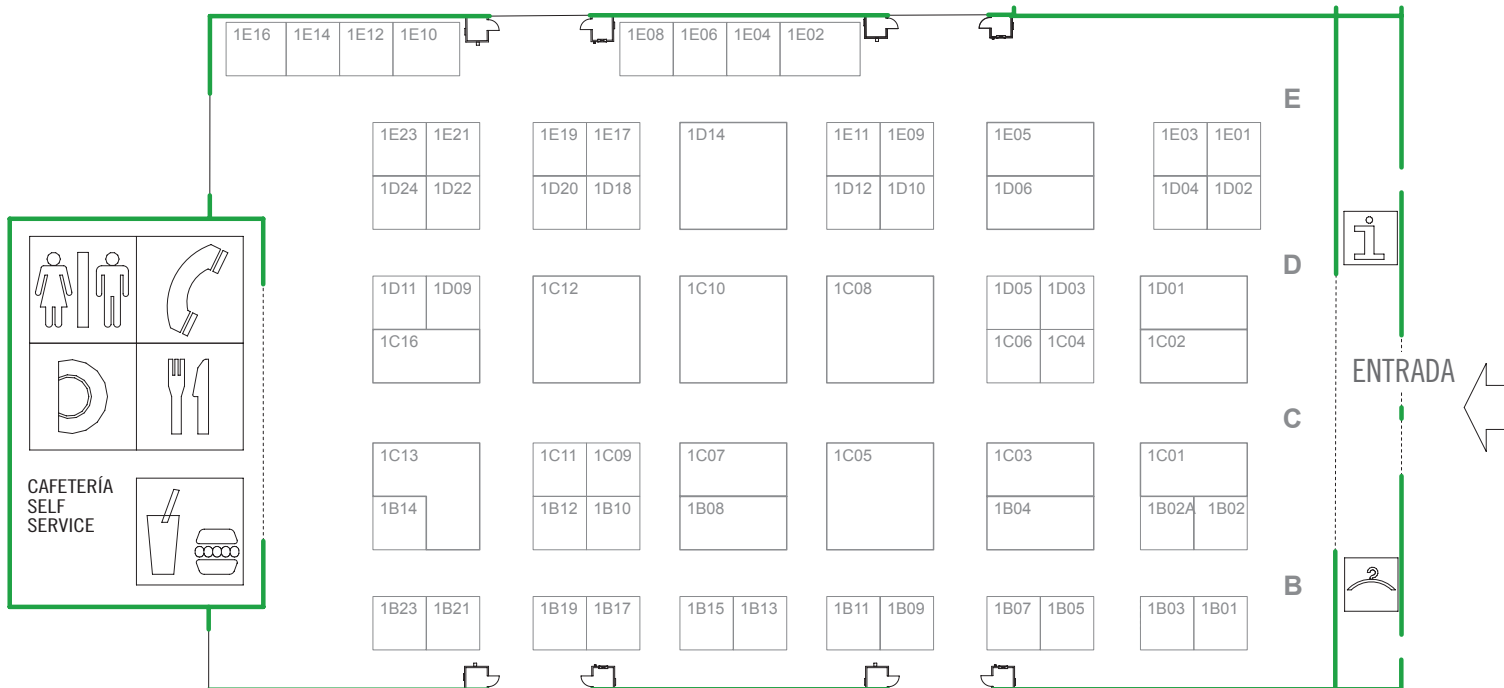 1E16 1E14 1E12 1E10 1E08 1E06 1E04 1E02
E
1E23 1E21 1E19 1E17 1D14 1E11 1E09 1E05 1E03 1E01
1D24 1D22 1D20 1D18 1D12 1D10 1D06 1D04 1D02
D
1D11 1D09 1C12 1C10 1C08 1D05 1D03 1D01
1C16 1C06 1C04 1C02
ENTRADA
C
1C13 1C11 1C09 1C07 1C05 1C03 1C01
CAFETERÍA
SELF
SERVICE
1B14 1B12 1B10 1B08 1B04 1B02A 1B02
B
1B23 1B21 1B19 1B17 1B15 1B13 1B11 1B09 1B07 1B05 1B03 1B01